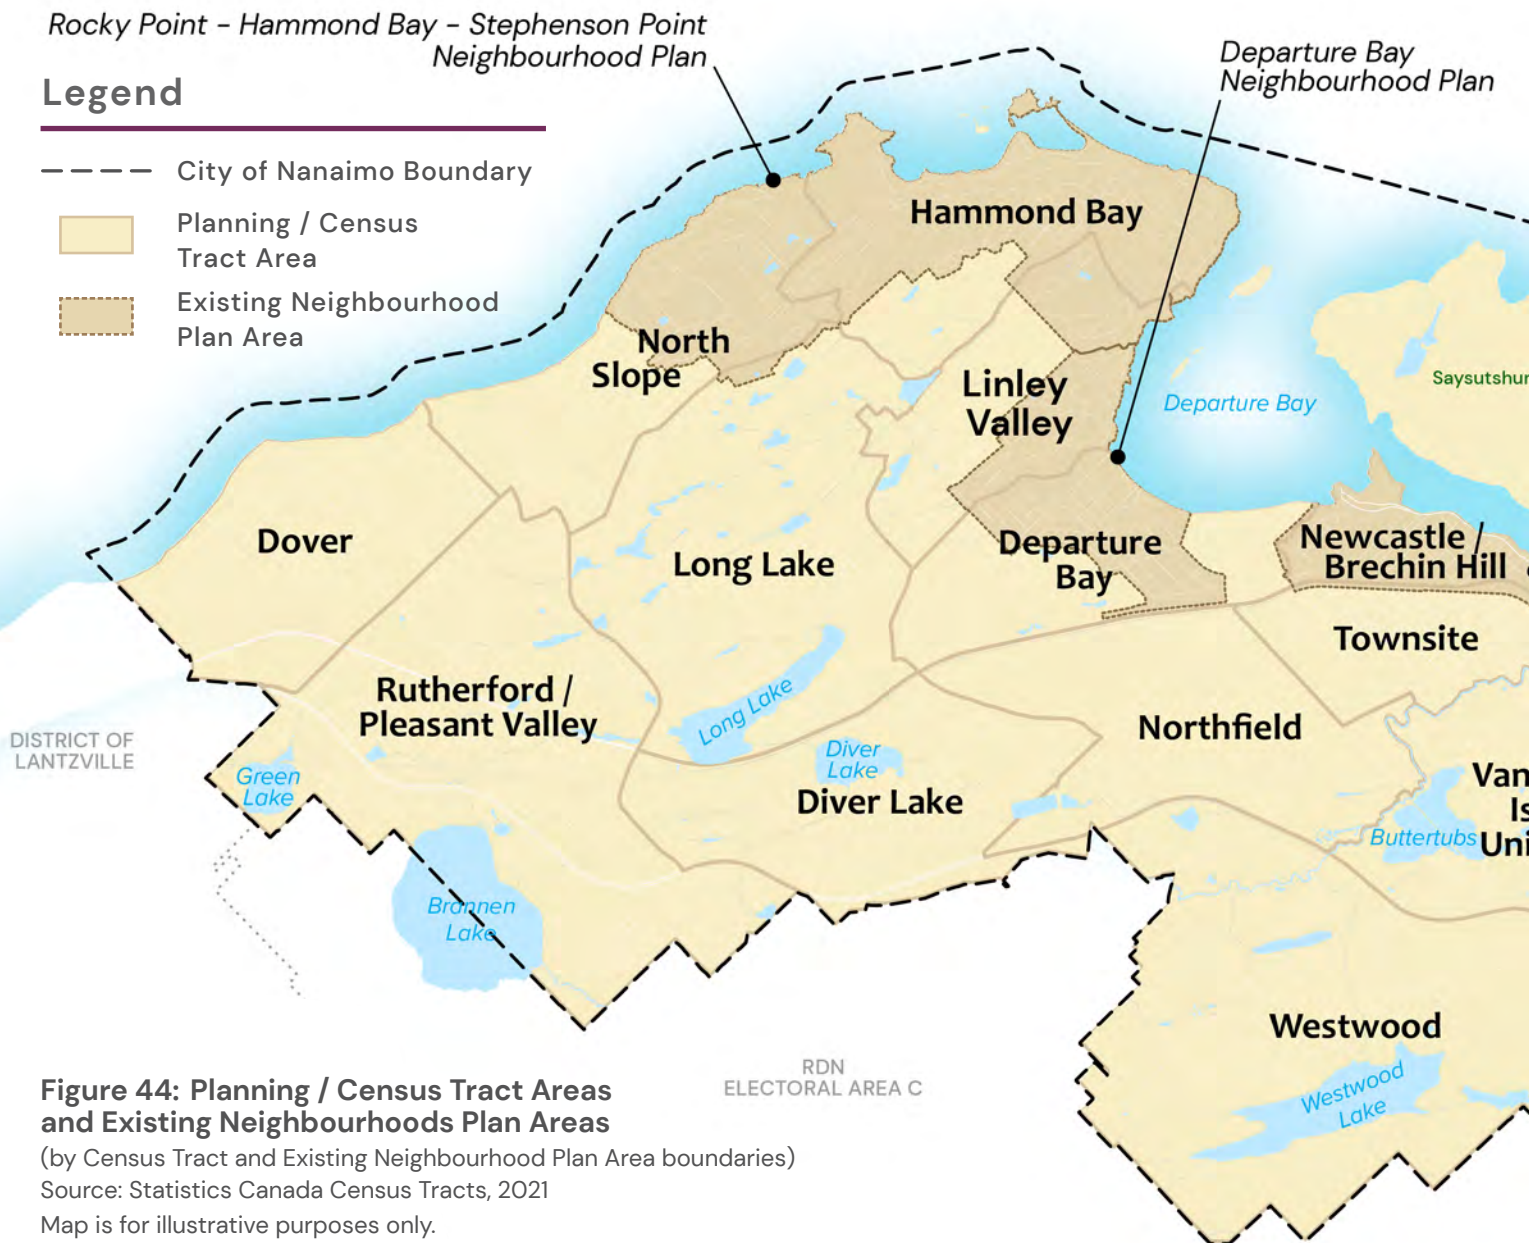 Rocky Point - Hammond Bay - Stephenson Point
Neighbourhood Plan
Departure Bay
Neighbourhood Plan
Legend
City of Nanaimo Boundary
Planning / Census
Tract Area
Existing Neighbourhood
Plan Area
Hammond Bay
North
Slope
Linley
Valley
Departure Bay
Dover
Long Lake
Departure
Bay
Newcastle /
Brechin Hill
Townsite
Rutherford /
Pleasant Valley
Long Lake
Northfield
DISTRICT OF
LANTZVILLE
Green
Lake
Diver
Lake
Diver Lake
Buttertubs
Brannen
Lake
Westwood
Westwood
Lake
RDN
ELECTORAL AREA C
Figure 44: Planning / Census Tract Areas
and Existing Neighbourhoods Plan Areas
(by Census Tract and Existing Neighbourhood Plan Area boundaries)
Source: Statistics Canada Census Tracts, 2021
Map is for illustrative purposes only.